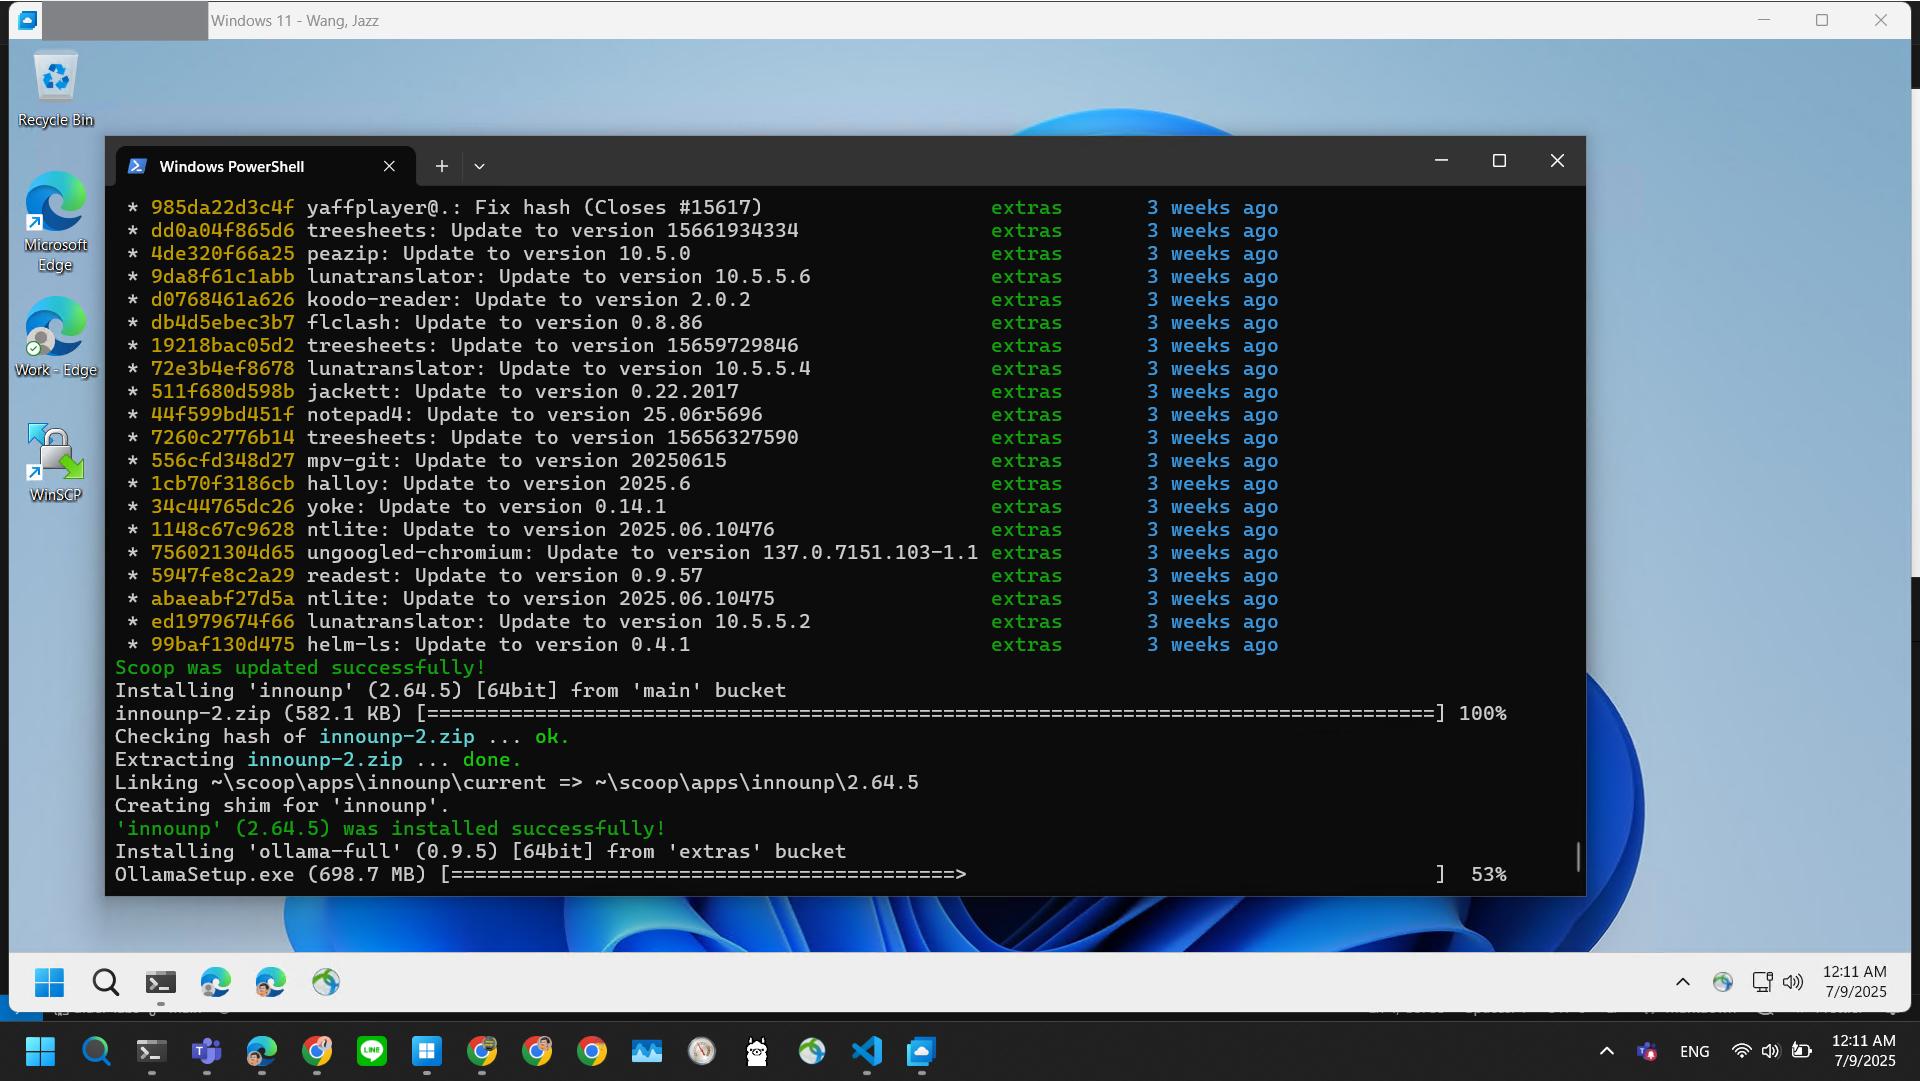 Windows 11 - Wang, Jazz
Recycle Bin
Microsoft
Edge
Work - Edge
WinSCP
Windows PowerShell
* 985da22d3c4f yaffplayer@.: Fix hash (Closes #15617) extras 3 weeks ago
* dd0a04f865d6 treesheets: Update to version 15661934334 extras 3 weeks ago
* 4de320f66a25 peazip: Update to version 10.5.0 extras 3 weeks ago
* 9da8f61c1abb lunatranslator: Update to version 10.5.5.6 extras 3 weeks ago
* d0768461a626 koodo-reader: Update to version 2.0.2 extras 3 weeks ago
* db4d5ebec3b7 flclash: Update to version 0.8.86 extras 3 weeks ago
* 19218bac05d2 treesheets: Update to version 15659729846 extras 3 weeks ago
* 72e3b4ef8678 lunatranslator: Update to version 10.5.5.4 extras 3 weeks ago
* 511f680d598b jackett: Update to version 0.22.2017 extras 3 weeks ago
* 44f599bd451f notepad4: Update to version 25.06r5696 extras 3 weeks ago
* 7260c2776b14 treesheets: Update to version 15656327590 extras 3 weeks ago
* 556cfd348d27 mpv-git: Update to version 20250615 extras 3 weeks ago
* 1cb70f3186cb halloy: Update to version 2025.6 extras 3 weeks ago
* 34c44765dc26 yoke: Update to version 0.14.1 extras 3 weeks ago
* 1148c67c9628 ntlite: Update to version 2025.06.10476 extras 3 weeks ago
* 756021304d65 ungoogled-chromium: Update to version 137.0.7151.103-1.1 extras 3 weeks ago
* 5947fe8c2a29 readest: Update to version 0.9.57 extras 3 weeks ago
* abaeabf27d5a ntlite: Update to version 2025.06.10475 extras 3 weeks ago
* ed1979674f66 lunatranslator: Update to version 10.5.5.2 extras 3 weeks ago
* 99baf130d475 helm-ls: Update to version 0.4.1 extras 3 weeks ago
Scoop was updated successfully!
Installing 'innounp' (2.64.5) [64bit] from 'main' bucket
innounp-2.zip (582.1 KB) [====================================================================================] 100%
Checking hash of innounp-2.zip ... ok.
Extracting innounp-2.zip ... done.
Linking ~\scoop\apps\innounp\current => ~\scoop\apps\innounp\2.64.5
Creating shim for 'innounp'.
'innounp' (2.64.5) was installed successfully!
Installing 'ollama-full' (0.9.5) [64bit] from 'extras' bucket
OllamaSetup.exe (698.7 MB) [==========================================> ] 53%
12:11 AM
7/9/2025
LINE
ENG
12:11 AM
7/9/2025